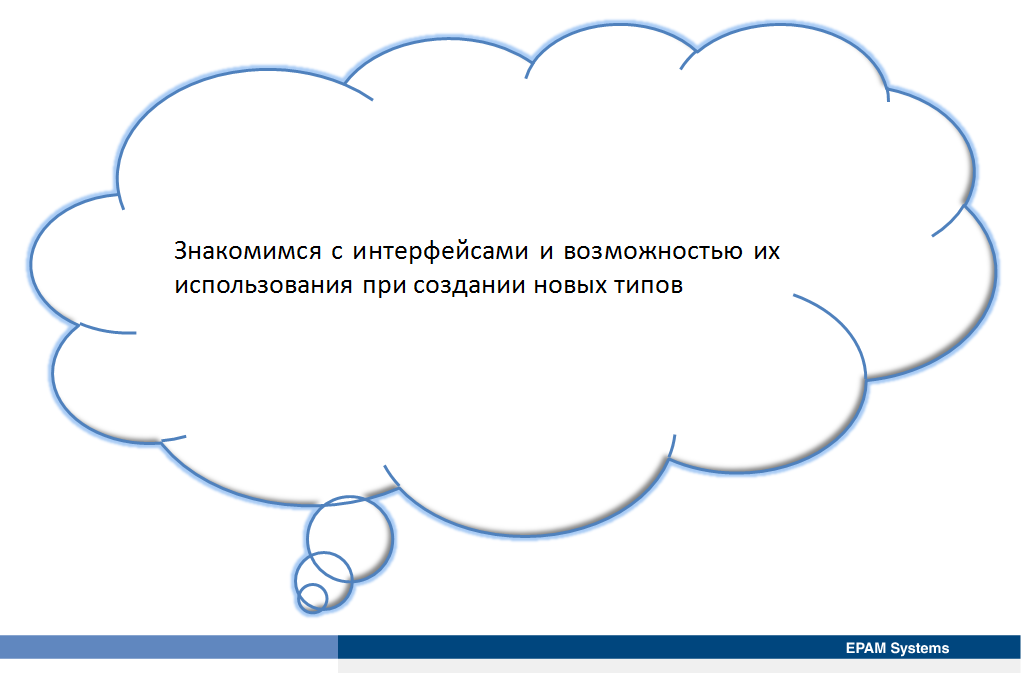 Знакомимся с интерфейсами и возможностью их
использования при создании новых типов
EPAM Systems